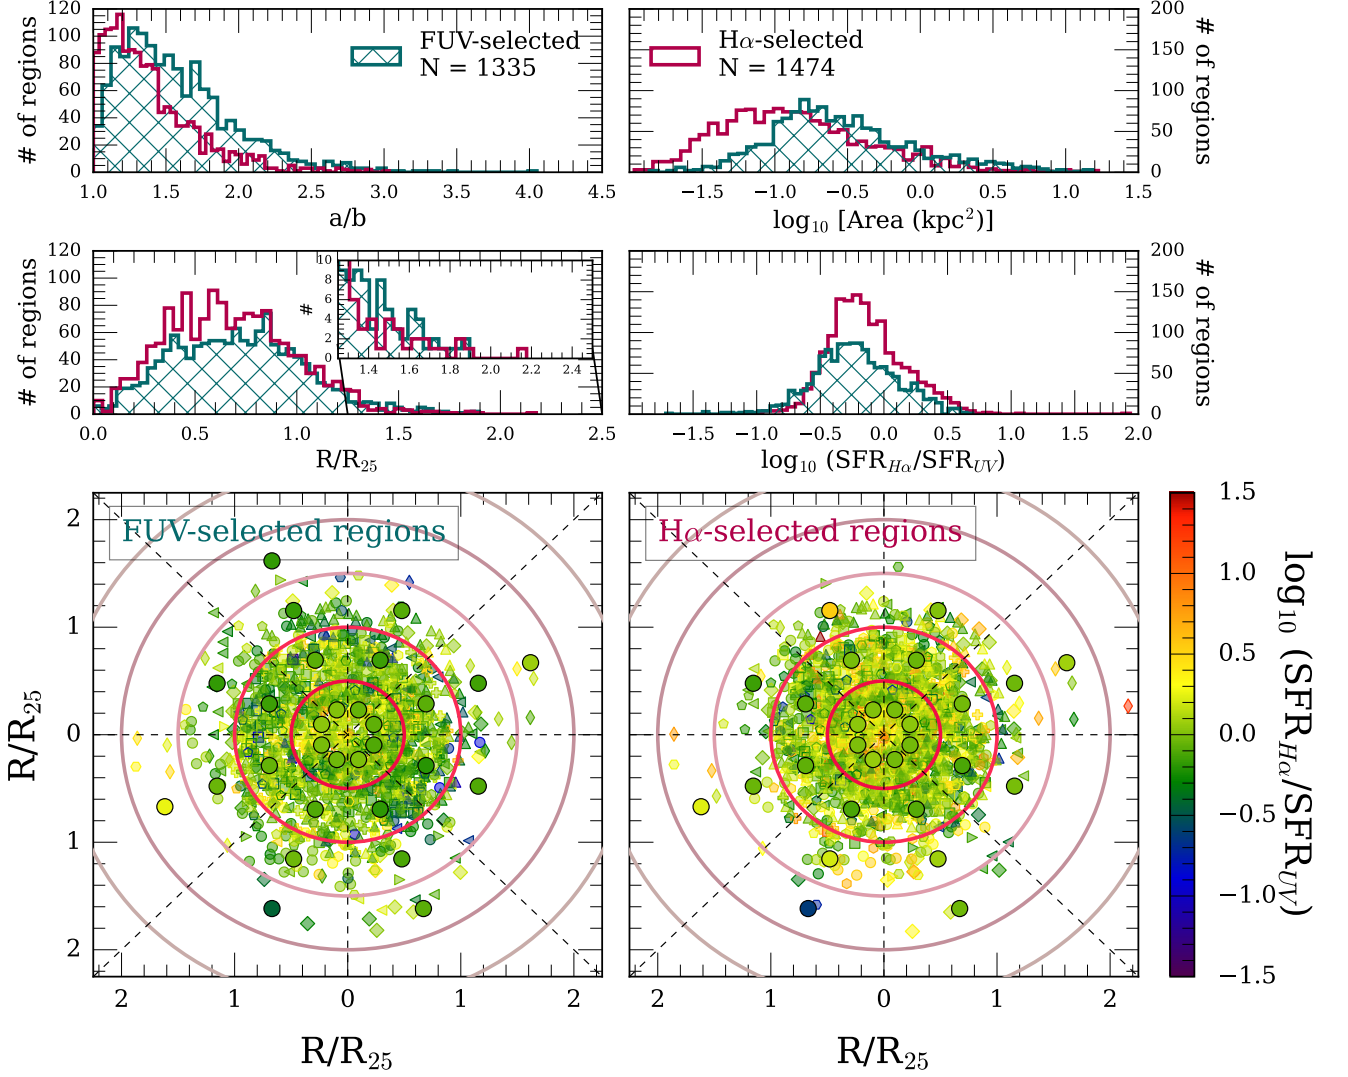 120
100
80
60
40
20
0
# of regions
FUV-selected
N = 1335
1.0 1.5 2.0 2.5 3.0 3.5 4.0 4.5
a/b
Hα-selected
N = 1474
200
150
100
50
0
# of regions
−1.5 −1.0 −0.5 0.0 0.5 1.0 1.5
log10 [Area (kpc2)]
120
100
80
60
40
20
0
# of regions
10
8
6
4
2
0
#
1.4 1.6 1.8 2.0 2.2 2.4
0.0 0.5 1.0 1.5 2.0 2.5
R/R25
200
150
100
50
0
# of regions
−1.5 −1.0 −0.5 0.0 0.5 1.0 1.5 2.0
log10 (SFRHα/SFRUV)
FUV-selected regions
2
1
0
1
2
R/R25
2 1 0 1 2
R/R25
Hα-selected regions
2 1 0 1 2
R/R25
1.5
1.0
0.5
0.0
−0.5
−1.0
−1.5
log10 (SFRHα/SFRUV)